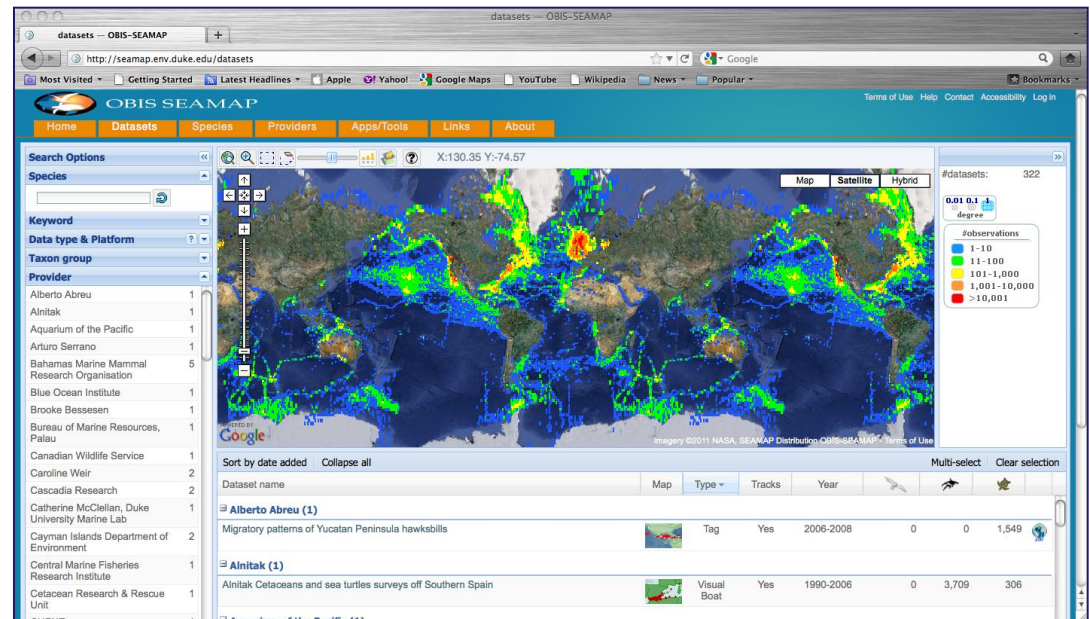 datasets — OBIS-SEAMAP
datasets — OBIS-SEAMAP
http://seamap.env.duke.edu/datasets
Google
Most Visited
Getting Started
Latest Headlines
Apple
Yahoo!
Google Maps
YouTube
Wikipedia
News
Popular
Bookmarks
OBIS SEAMAP
Terms of Use Help Contact Accessibility Log in
Home Datasets Species Providers Apps/Tools Links About
Search Options
Species
Keyword
Data type & Platform ?
Taxon group
Provider
Alberto Abreu 1
Alnitak 1
Aquarium of the Pacific 1
Arturo Serrano 1
Bahamas Marine Mammal 5
Research Organisation
Blue Ocean Institute 1
Brooke Bessesen 1
Bureau of Marine Resources, 1
Palau
Canadian Wildlife Service 1
Caroline Weir 2
Cascadia Research 2
Catherine McClellan, Duke 1
University Marine Lab
Cayman Islands Department of 2
Environment
Central Marine Fisheries 1
Research Institute
Cetacean Research & Rescue 1
Unit
X:130.35 Y:-74.57
Map Satellite Hybrid
POWERED BY
Google
Imagery ©2011 NASA, SEAMAP Distribution OBIS-SEAMAP - Terms of Use
#datasets: 322
0.01 0.1 1
degree
#observations
1-10
11-100
101-1,000
1,001-10,000
>10,001
Sort by date added Collapse all Multi-select Clear selection
Dataset name Map Type Tracks Year
Alberto Abreu (1)
Migratory patterns of Yucatan Peninsula hawksbills Tag Yes 2006-2008 0 0 1,549
Alnitak (1)
Alnitak Cetaceans and sea turtles surveys off Southern Spain Visual Yes 1990-2006 0 3,709 306
Boat